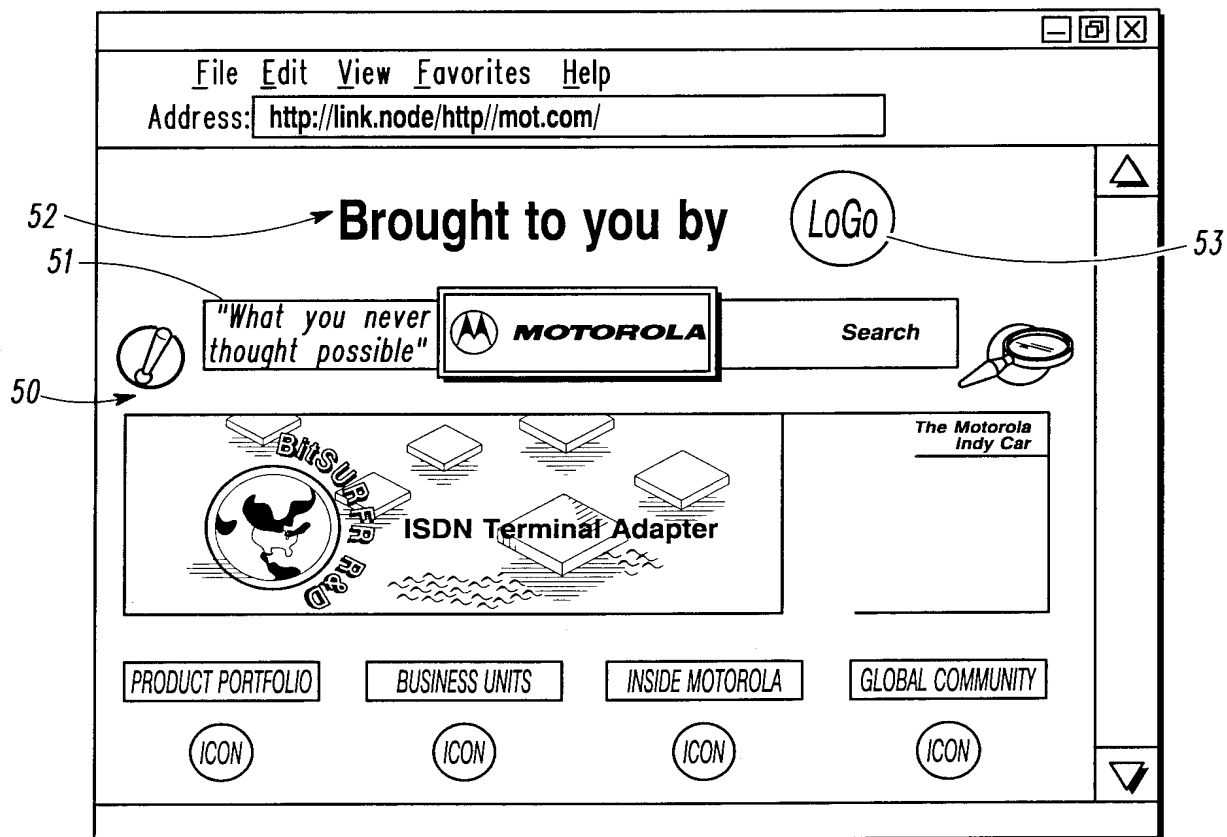 File Edit View Favorites Help
Address: http://link.node/http//mot.com/
52
Brought to you by
LoGo
53
51
"What you never
thought possible"
MOTOROLA
Search
50
The Motorola
Indy Car
BitSURFR R&D
ISDN Terminal Adapter
PRODUCT PORTFOLIO
BUSINESS UNITS
INSIDE MOTOROLA
GLOBAL COMMUNITY
ICON
ICON
ICON
ICON